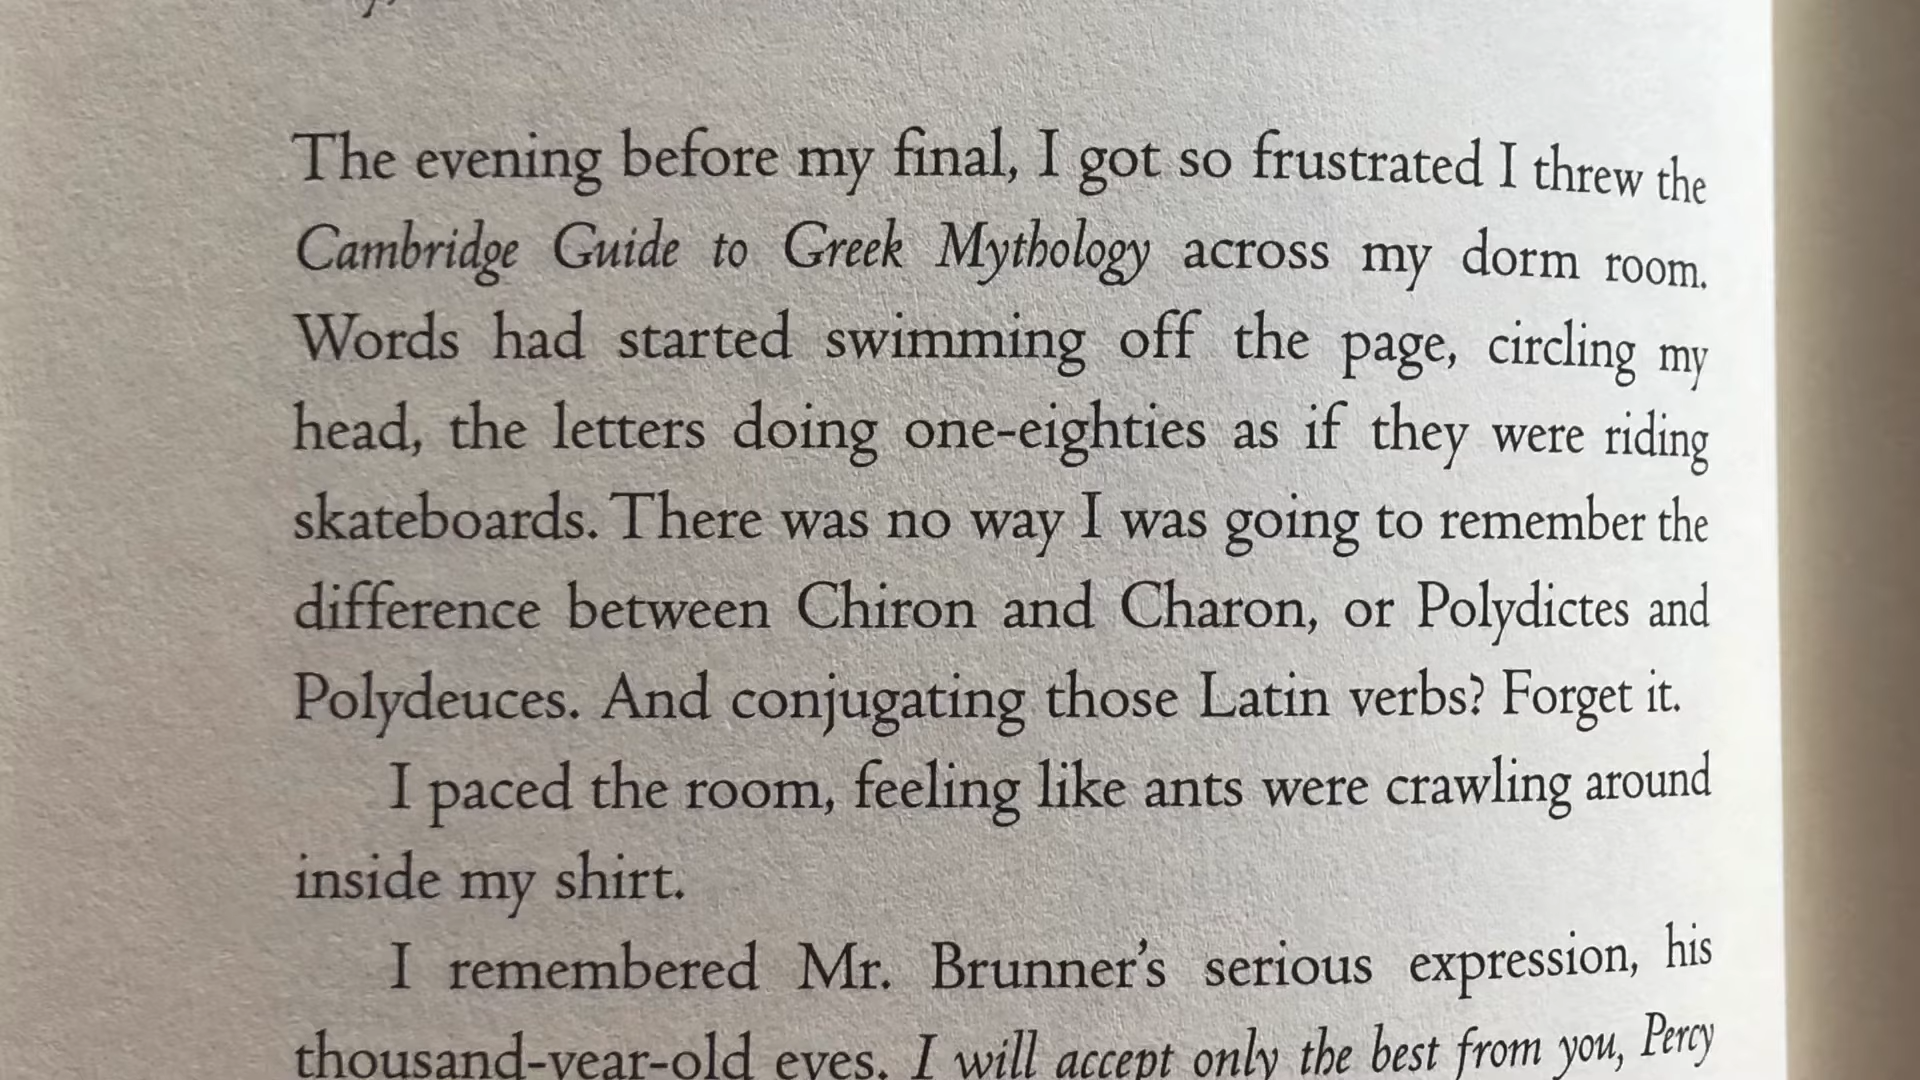 The evening before my final, I got so frustrated I threw the
Cambridge Guide to Greek Mythology across my dorm room.
Words had started swimming off the page, circling my
head, the letters doing one-eighties as if they were riding
skateboards. There was no way I was going to remember the
difference between Chiron and Charon, or Polydictes and
Polydeuces. And conjugating those Latin verbs? Forget it.
I paced the room, feeling like ants were crawling around
inside my shirt.
I remembered Mr. Brunner’s serious expression, his
thousand-year-old eyes. I will accept only the best from you, Percy